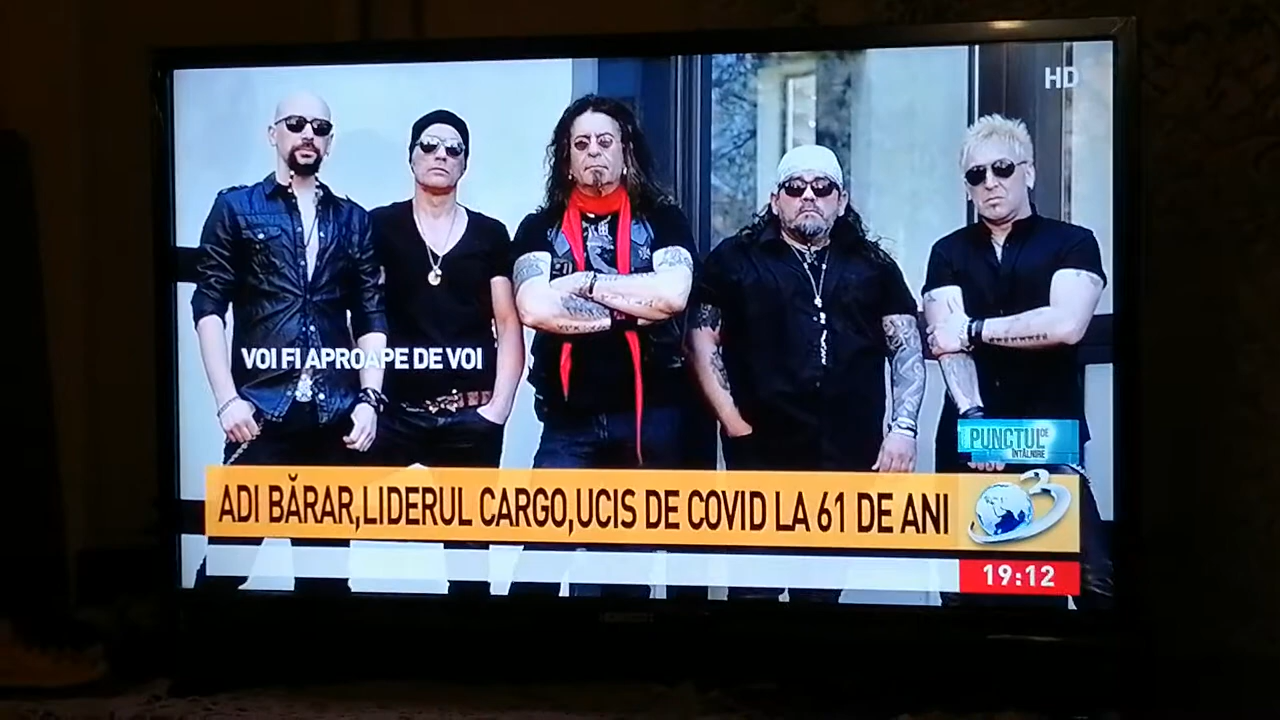 HD
VOI FI APROAPE DE VOI
PUNCTUL DE
ÎNTÂLNIRE
ADI BĂRAR,LIDERUL CARGO,UCIS DE COVID LA 61 DE ANI
3
19:12